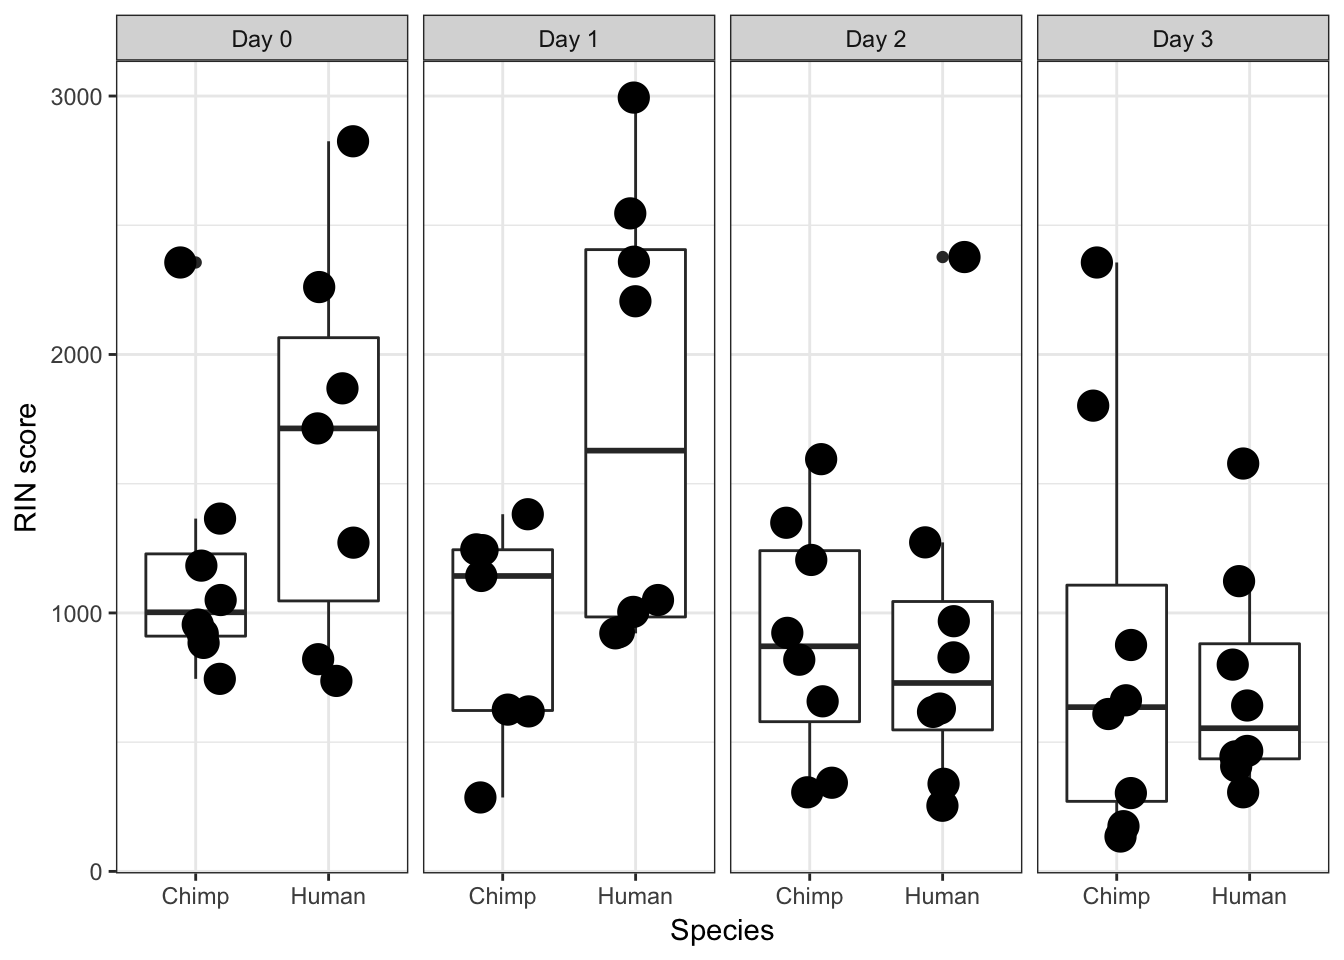 Day 0 Day 1 Day 2 Day 3
3000
2000
1000
0
RIN score
Chimp Human Chimp Human Chimp Human Chimp Human
Species